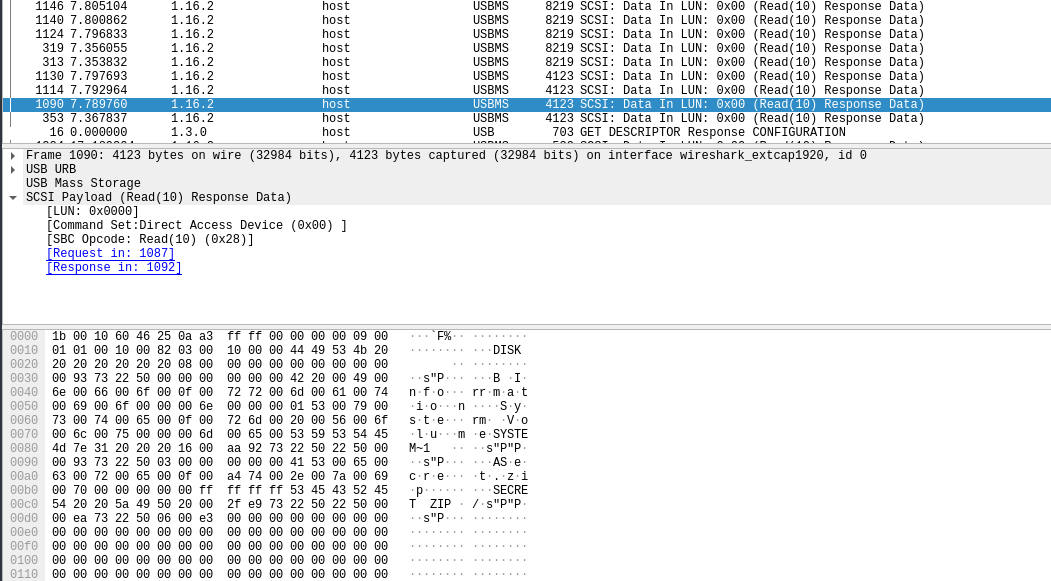 1146 7.805104 1.16.2 host USBMS 8219 SCSI: Data In LUN: 0x00 (Read(10) Response Data)
1140 7.800862 1.16.2 host USBMS 8219 SCSI: Data In LUN: 0x00 (Read(10) Response Data)
1124 7.796833 1.16.2 host USBMS 8219 SCSI: Data In LUN: 0x00 (Read(10) Response Data)
319 7.356055 1.16.2 host USBMS 8219 SCSI: Data In LUN: 0x00 (Read(10) Response Data)
313 7.353832 1.16.2 host USBMS 8219 SCSI: Data In LUN: 0x00 (Read(10) Response Data)
1130 7.797693 1.16.2 host USBMS 4123 SCSI: Data In LUN: 0x00 (Read(10) Response Data)
1114 7.792964 1.16.2 host USBMS 4123 SCSI: Data In LUN: 0x00 (Read(10) Response Data)
1090 7.789760 1.16.2 host USBMS 4123 SCSI: Data In LUN: 0x00 (Read(10) Response Data)
353 7.367837 1.16.2 host USBMS 4123 SCSI: Data In LUN: 0x00 (Read(10) Response Data)
16 0.000000 1.3.0 host USB 703 GET DESCRIPTOR Response CONFIGURATION
Frame 1090: 4123 bytes on wire (32984 bits), 4123 bytes captured (32984 bits) on interface wireshark_extcap1920, id 0
USB URB
USB Mass Storage
SCSI Payload (Read(10) Response Data)
[LUN: 0x0000]
[Command Set:Direct Access Device (0x00) ]
[SBC Opcode: Read(10) (0x28)]
[Request in: 1087]
[Response in: 1092]
0000 1b 00 10 60 46 25 0a a3 ff ff 00 00 00 00 09 00 ···`F%·· ········
0010 01 01 00 10 00 82 03 00 10 00 00 44 49 53 4b 20 ········ ···DISK
0020 20 20 20 20 20 20 08 00 00 00 00 00 00 00 00 00 ·· ········
0030 00 93 73 22 50 00 00 00 00 00 00 42 20 00 49 00 ··s"P··· ···B ·I·
0040 6e 00 66 00 6f 00 0f 00 72 72 00 6d 00 61 00 74 n·f·o··· rr·m·a·t
0050 00 69 00 6f 00 00 00 6e 00 00 00 01 53 00 79 00 ·i·o···n ····S·y·
0060 73 00 74 00 65 00 0f 00 72 6d 00 20 00 56 00 6f s·t·e··· rm· ·V·o
0070 00 6c 00 75 00 00 00 6d 00 65 00 53 59 53 54 45 ·l·u···m ·e·SYSTE
0080 4d 7e 31 20 20 20 16 00 aa 92 73 22 50 22 50 00 M~1 ·· ··s"P"P·
0090 00 93 73 22 50 03 00 00 00 00 00 41 53 00 65 00 ··s"P··· ···AS·e·
00a0 63 00 72 00 65 00 0f 00 a4 74 00 2e 00 7a 00 69 c·r·e··· ·t·.·z·i
00b0 00 70 00 00 00 00 00 ff ff ff ff 53 45 43 52 45 ·p······ ···SECRE
00c0 54 20 20 5a 49 50 20 00 2f e9 73 22 50 22 50 00 T ZIP · /·s"P"P·
00d0 00 ea 73 22 50 06 00 e3 00 00 00 00 00 00 00 00 ··s"P··· ········
00e0 00 00 00 00 00 00 00 00 00 00 00 00 00 00 00 00 ········ ········
00f0 00 00 00 00 00 00 00 00 00 00 00 00 00 00 00 00 ········ ········
0100 00 00 00 00 00 00 00 00 00 00 00 00 00 00 00 00 ········ ········
0110 00 00 00 00 00 00 00 00 00 00 00 00 00 00 00 00 ········ ········